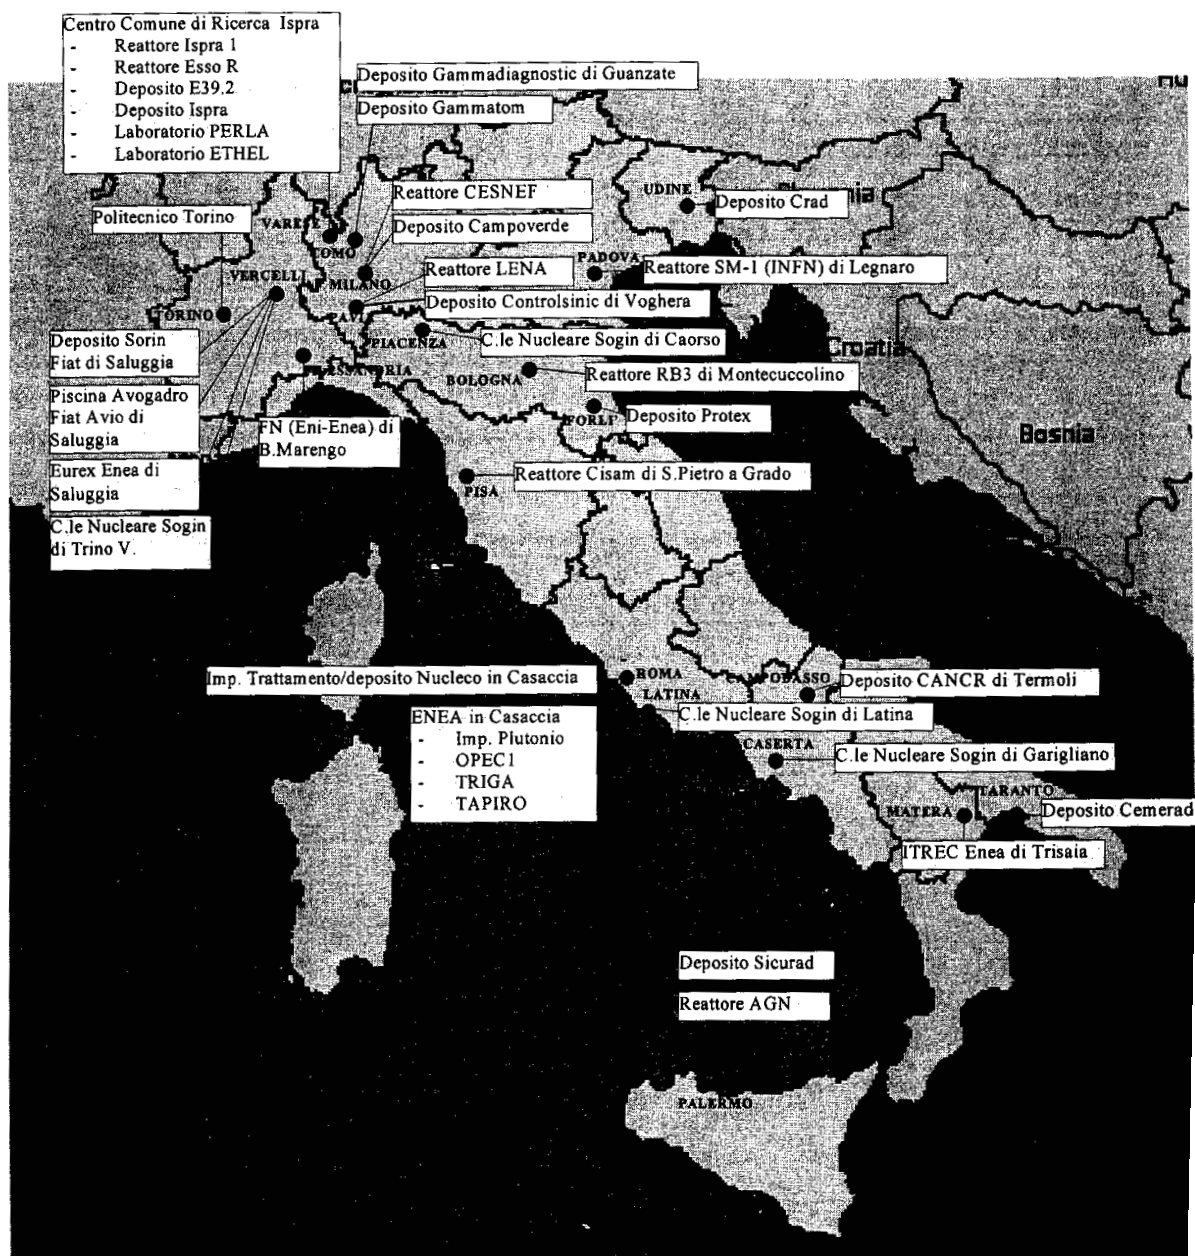 Centro Comune di Ricerca Ispra
- Reattore Ispra 1
- Reattore Esso R
- Deposito E39.2
- Deposito Ispra
- Laboratorio PERLA
- Laboratorio ETHEL
Deposito Gammadiagnostic di Guanzate
Deposito Gammatom
Reattore CESNEF
UDINE
Deposito Crad
Politecnico Torino
VARESE
Deposito Campoverde
COMO
PADOVA
VERCELLI
MILANO
Reattore LENA
Reattore SM-1 (INFN) di Legnaro
Deposito Controlsinic di Voghera
TORINO
PIACENZA
C.le Nucleare Sogin di Caorso
Croatia
Deposito Sorin
Fiat di Saluggia
BOLOGNA
Reattore RB3 di Montecuccolino
Piscina Avogadro
Fiat Avio di
Saluggia
FORLI'
Deposito Protex
FN (Eni-Enea) di
B.Marengo
Bosnia
Eurex Enea di
Saluggia
PISA
Reattore Cisam di S.Pietro a Grado
C.le Nucleare Sogin
di Trino V.
Imp. Trattamento/deposito Nucleco in Casaccia
ROMA
CAMPOBASSO
Deposito CANCR di Termoli
LATINA
C.le Nucleare Sogin di Latina
ENEA in Casaccia
- Imp. Plutonio
- OPEC1
- TRIGA
- TAPIRO
CASERTA
C.le Nucleare Sogin di Garigliano
TARANTO
MATERA
Deposito Cemerad
ITREC Enea di Trisaia
Deposito Sicurad
Reattore AGN
PALERMO